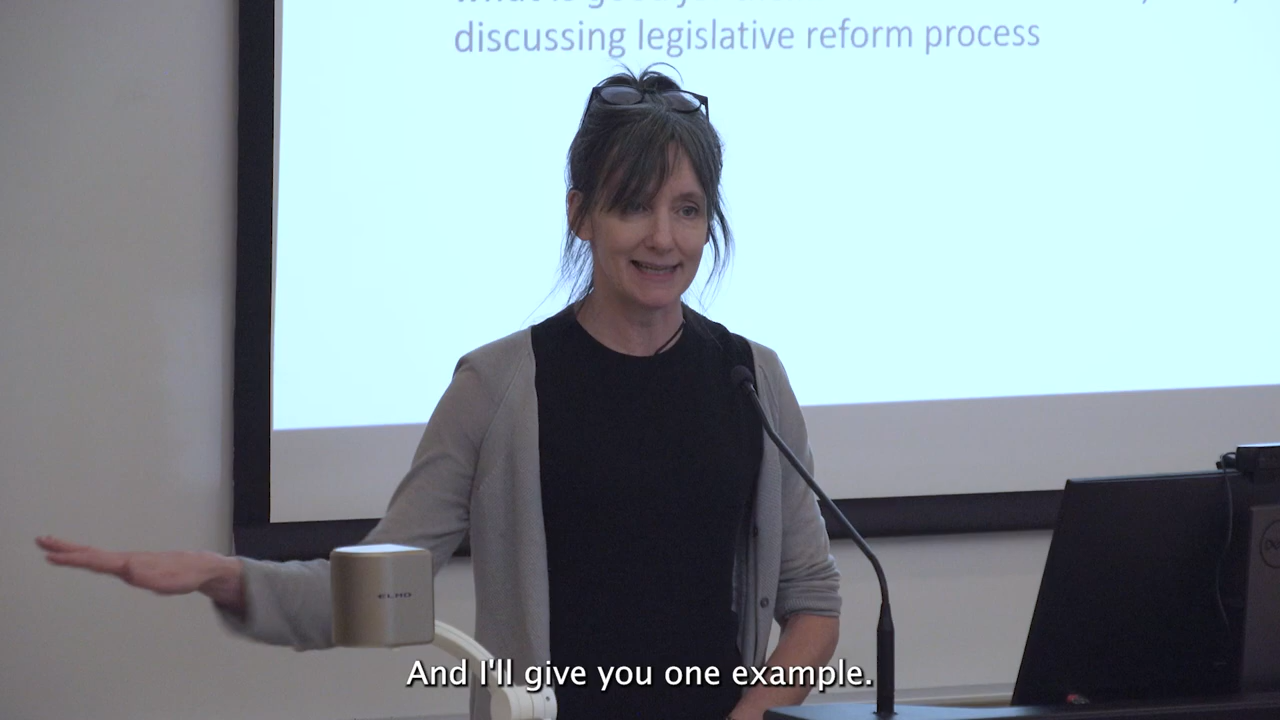 discussing legislative reform process
ELMO
And I'll give you one example.